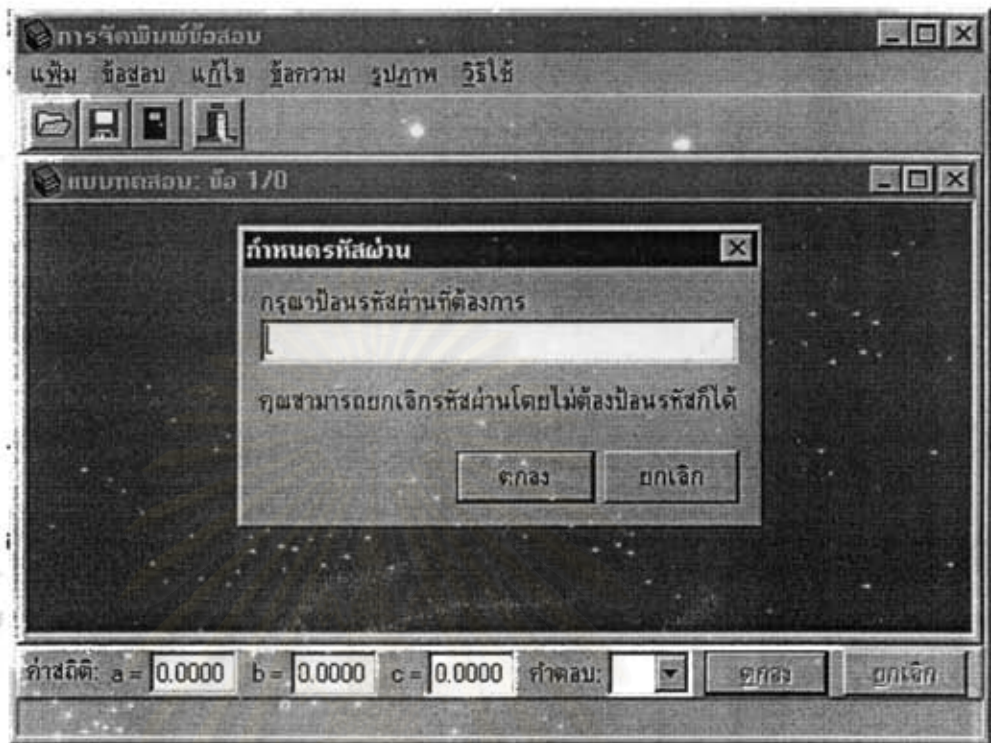 การจัดพิมพ์ข้อสอบ
แฟ้ม ข้อสอบ แก้ไข ข้อความ รูปภาพ วิธีใช้
แบบทดสอบ: ข้อ 1/0
กำหนดรหัสผ่าน
กรุณาป้อนรหัสผ่านที่ต้องการ
คุณสามารถยกเลิกรหัสผ่านโดยไม่ต้องป้อนรหัสก็ได้
ตกลง ยกเลิก
ค่าสถิติ: a = 0.0000 b = 0.0000 c = 0.0000 คำตอบ: ตกลง ยกเลิก